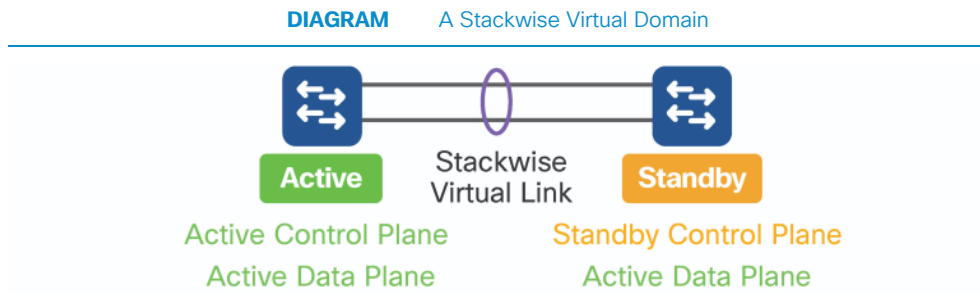 DIAGRAM A Stackwise Virtual Domain
Active
Stackwise
Virtual Link
Standby
Active Control Plane
Standby Control Plane
Active Data Plane
Active Data Plane